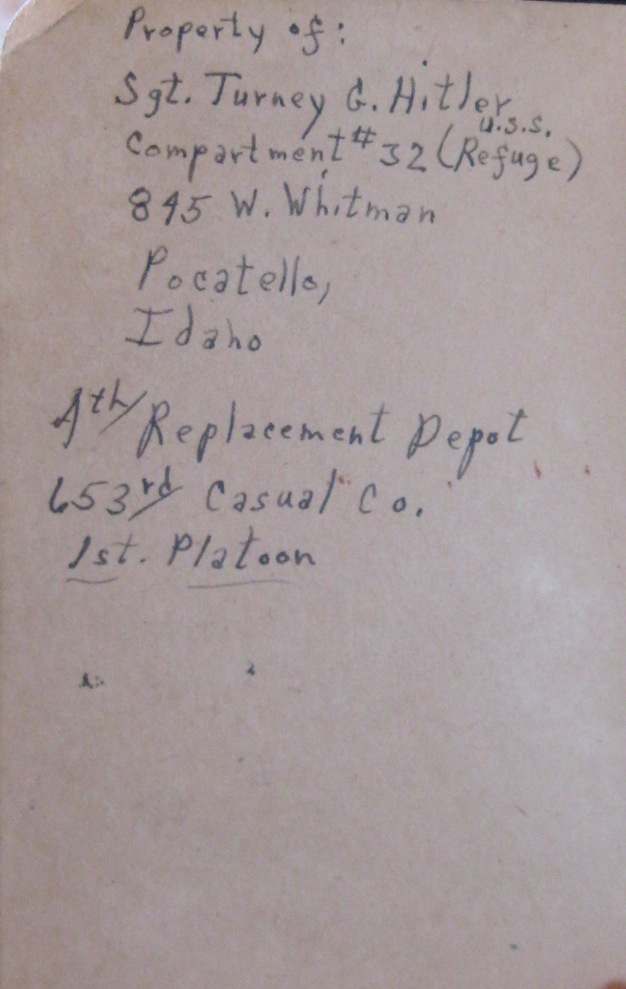 Property of:
Sgt. Turney G. Hitler
Compartment #32 (U.S.S. Refuge)
845 W. Whitman
Pocatello,
Idaho
4th Replacement Depot
653rd Casual Co.
1st. Platoon